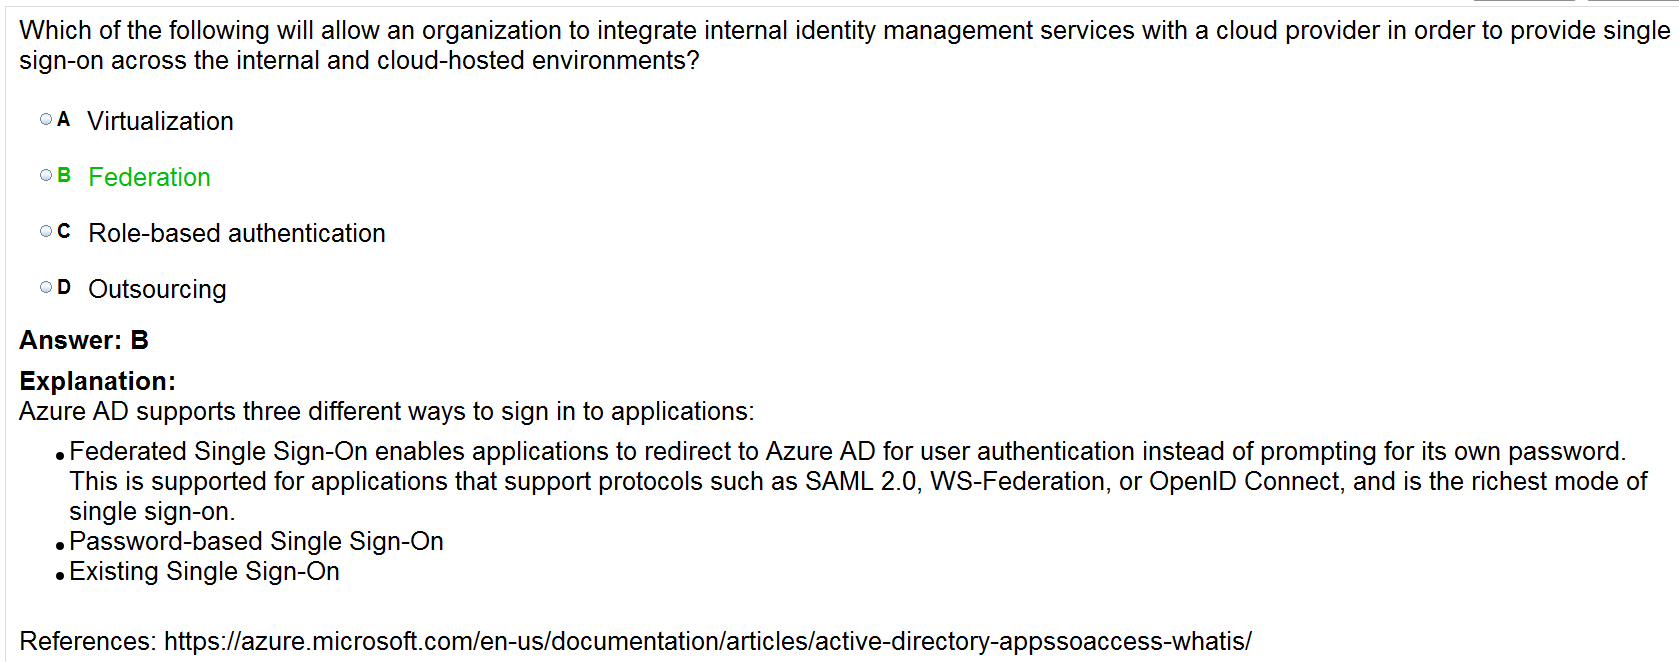 Which of the following will allow an organization to integrate internal identity management services with a cloud provider in order to provide single
sign-on across the internal and cloud-hosted environments?
A Virtualization
B Federation
C Role-based authentication
D Outsourcing
Answer: B
Explanation:
Azure AD supports three different ways to sign in to applications:
• Federated Single Sign-On enables applications to redirect to Azure AD for user authentication instead of prompting for its own password.
This is supported for applications that support protocols such as SAML 2.0, WS-Federation, or OpenID Connect, and is the richest mode of
single sign-on.
• Password-based Single Sign-On
• Existing Single Sign-On
References: https://azure.microsoft.com/en-us/documentation/articles/active-directory-appssoaccess-whatis/